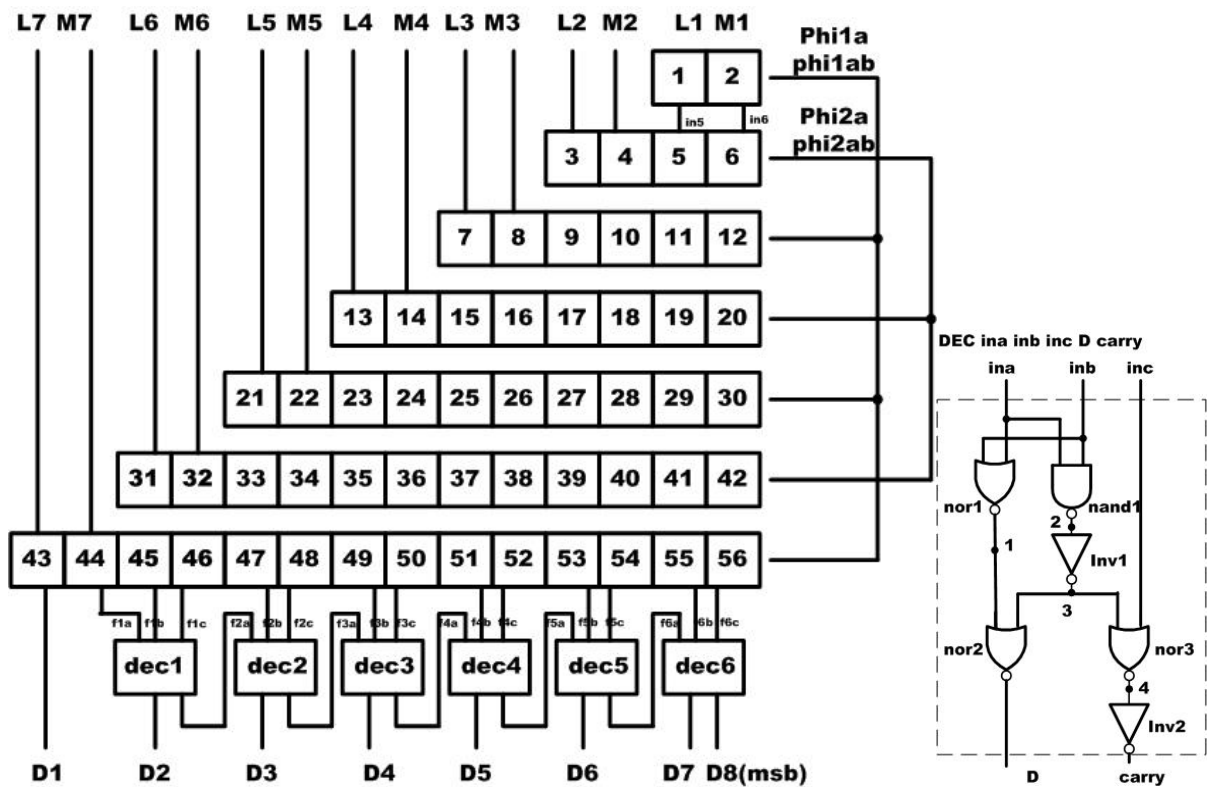 L7 M7 L6 M6 L5 M5 L4 M4 L3 M3 L2 M2 L1 M1
Phi1a
phi1ab
1 2
in5 in6
Phi2a
phi2ab
3 4 5 6
7 8 9 10 11 12
13 14 15 16 17 18 19 20
21 22 23 24 25 26 27 28 29 30
31 32 33 34 35 36 37 38 39 40 41 42
43 44 45 46 47 48 49 50 51 52 53 54 55 56
f1a f1b f1c f2a f2b f2c f3a f3b f3c f4a f4b f4c f5a f5b f5c f6a f6b f6c
dec1 dec2 dec3 dec4 dec5 dec6
D1 D2 D3 D4 D5 D6 D7 D8(msb)
DEC ina inb inc D carry
ina inb inc
nor1 nand1
2
1
Inv1
3
nor2 nor3
4
Inv2
D carry